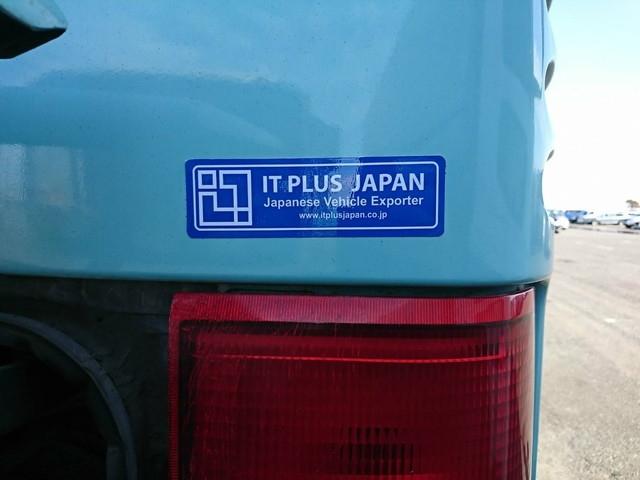 IT PLUS JAPAN
Japanese Vehicle Exporter
www.itplusjapan.co.jp